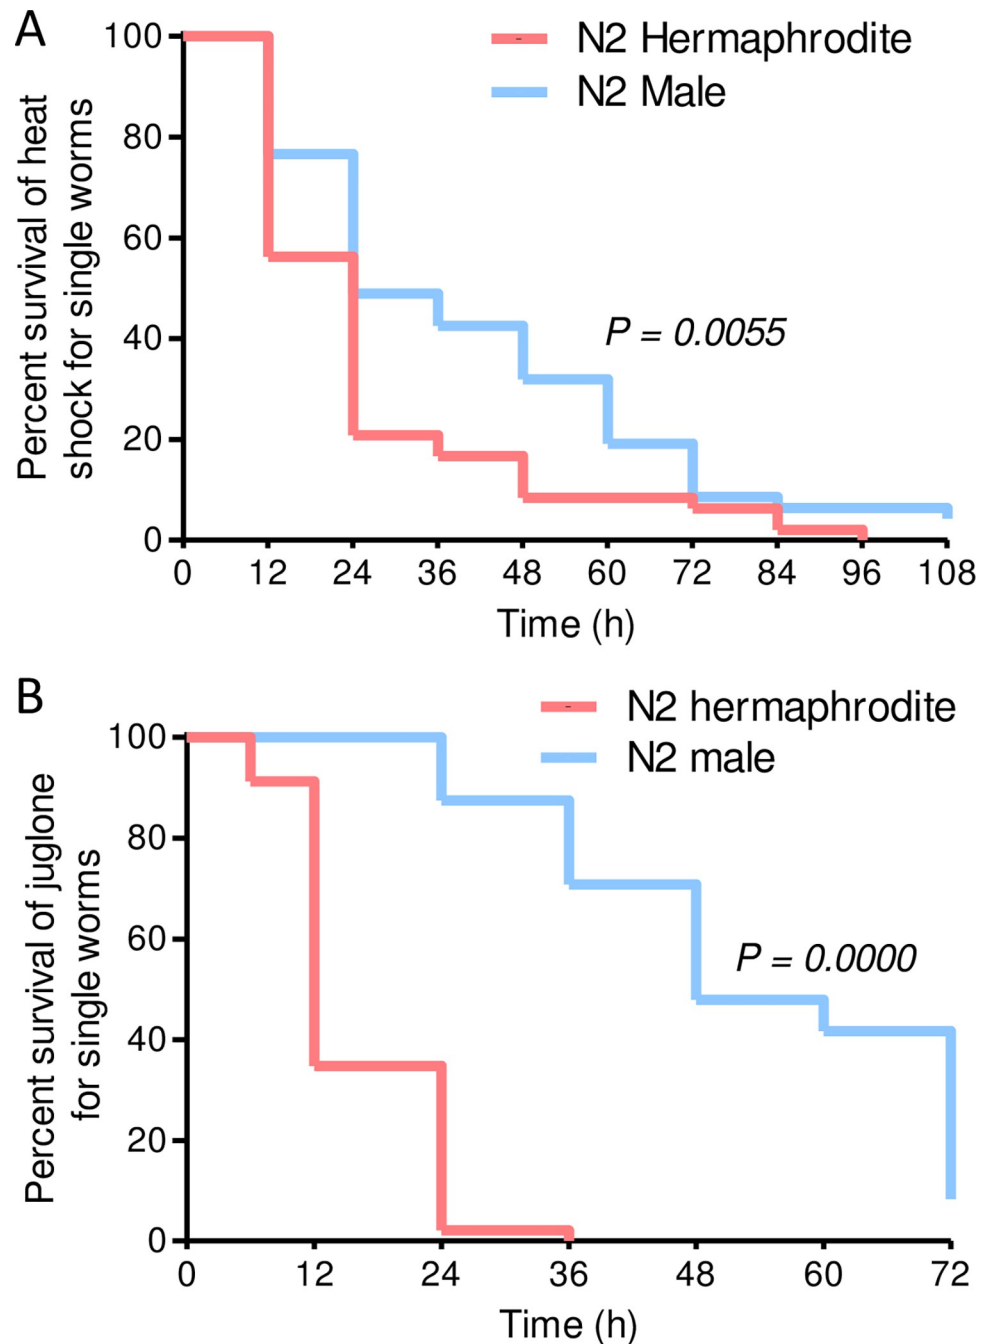 A
N2 Hermaphrodite
N2 Male
Percent survival of heat
shock for single worms
100
80
60
40
20
0
P = 0.0055
0 12 24 36 48 60 72 84 96 108
Time (h)
B
N2 hermaphrodite
N2 male
Percent survival of juglone
for single worms
100
80
60
40
20
0
P = 0.0000
0 12 24 36 48 60 72
Time (h)